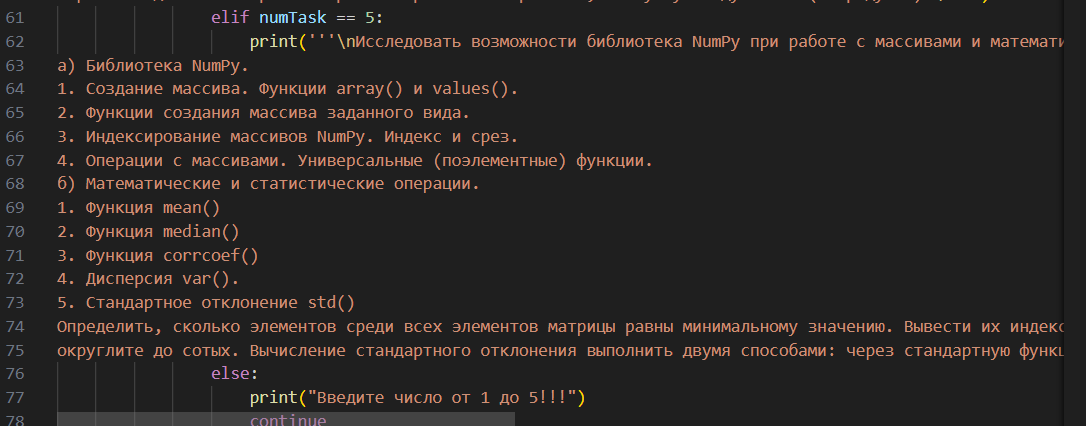 61 elif numTask == 5:
62 print('''\nИсследовать возможности библиотека NumPy при работе с массивами и
63 а) Библиотека NumPy.
64 1. Создание массива. Функции array() и values().
65 2. Функции создания массива заданного вида.
66 3. Индексирование массивов NumPy. Индекс и срез.
67 4. Операции с массивами. Универсальные (поэлементные) функции.
68 б) Математические и статистические операции.
69 1. Функция mean()
70 2. Функция median()
71 3. Функция corrcoef()
72 4. Дисперсия var().
73 5. Стандартное отклонение std()
74 Определить, сколько элементов среди всех элементов матрицы равны минимальному значению. Вывести их
75 округлите до сотых. Вычисление стандартного отклонения выполнить двумя способами: через стандартную
76 else:
77 print("Введите число от 1 до 5!!!")
78 continue